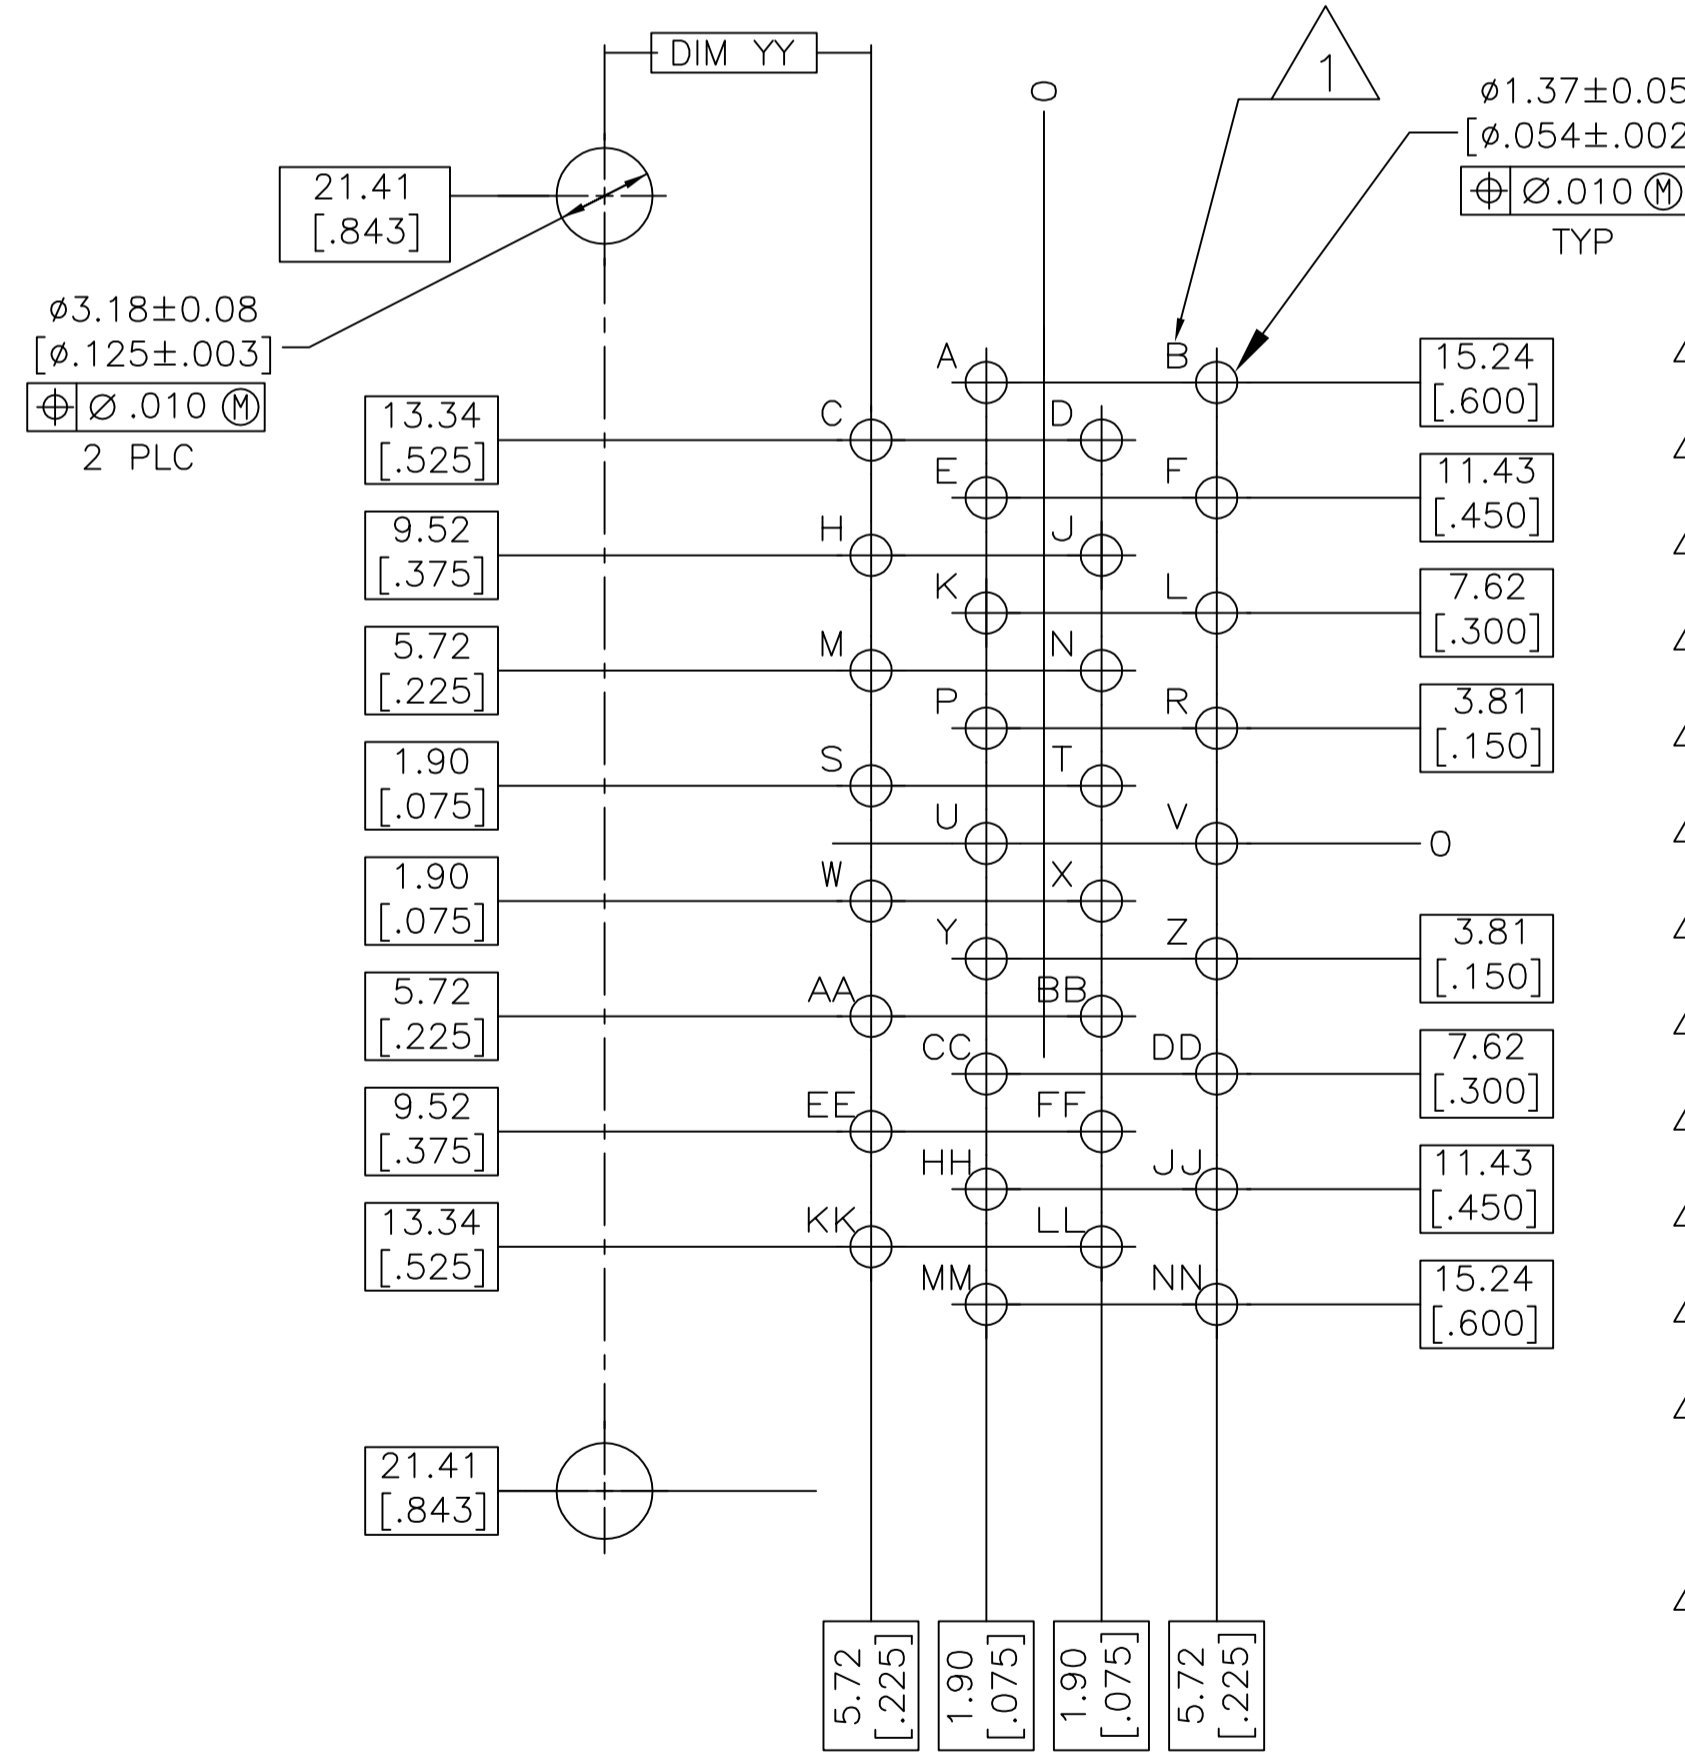 DIM YY
0
1
ø1.37±0.05
[ø.054±.002
⌖ Ø.010 Ⓜ
TYP
21.41
[.843]
ø3.18±0.08
[ø.125±.003]
⌖ Ø.010 Ⓜ
2 PLC
A B
15.24
[.600]
13.34
[.525]
C D
E F
11.43
[.450]
9.52
[.375]
H J
K L
7.62
[.300]
5.72
[.225]
M N
P R
3.81
[.150]
1.90
[.075]
S T
U V
0
1.90
[.075]
W X
Y Z
3.81
[.150]
5.72
[.225]
AA BB
CC DD
7.62
[.300]
9.52
[.375]
EE FF
HH JJ
11.43
[.450]
13.34
[.525]
KK LL
MM NN
15.24
[.600]
21.41
[.843]
5.72
[.225]
1.90
[.075]
1.90
[.075]
5.72
[.225]